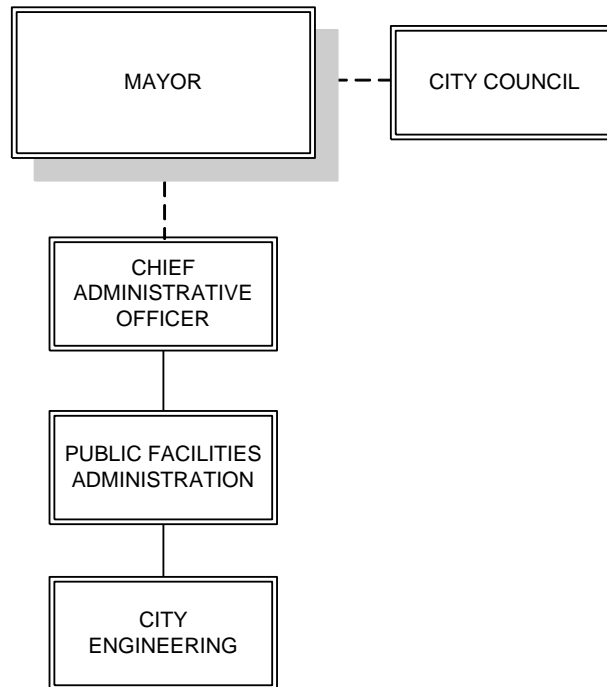 MAYOR
CITY COUNCIL
CHIEF
ADMINISTRATIVE
OFFICER
PUBLIC FACILITIES
ADMINISTRATION
CITY
ENGINEERING